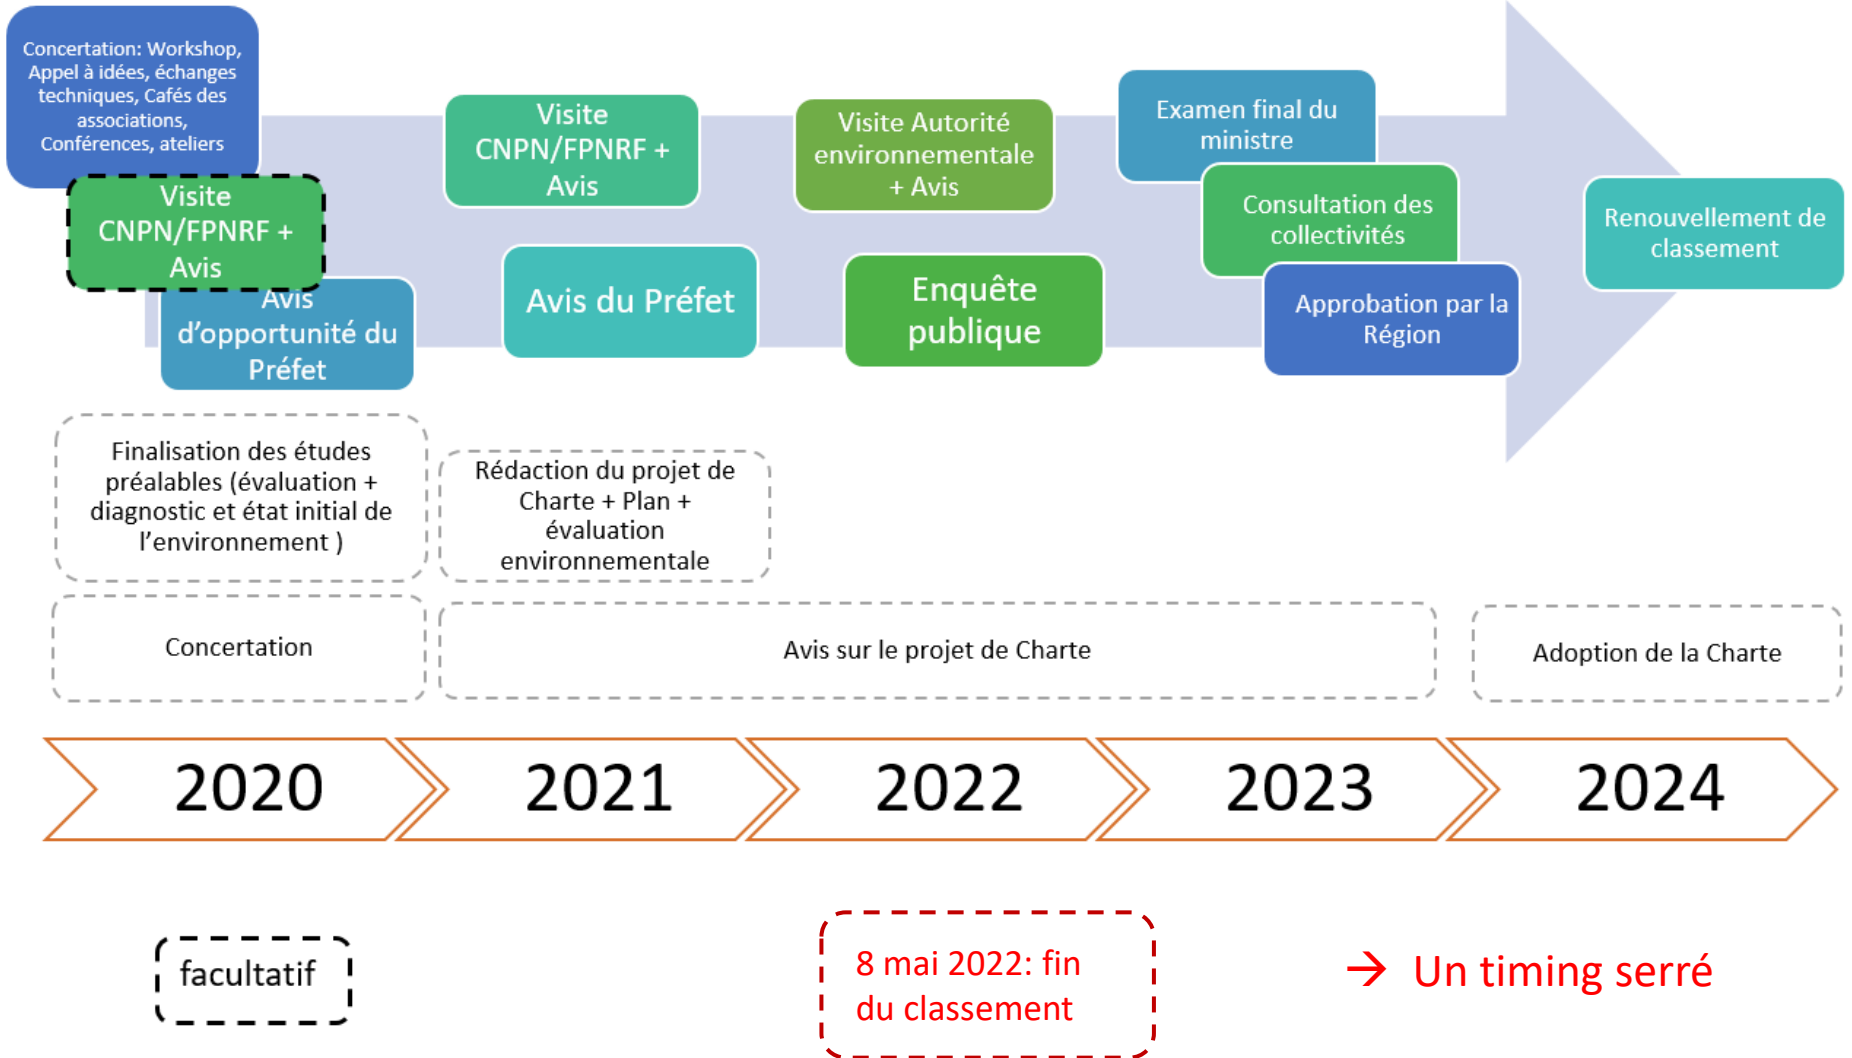 Concertation: Workshop,
Appel à idées, échanges
techniques, Cafés des
associations,
Conférences, ateliers
Visite
CNPN/FPNRF +
Avis
Avis
d'opportunité du
Préfet
Visite
CNPN/FPNRF +
Avis
Avis du Préfet
Visite Autorité
environnementale
+ Avis
Enquête
publique
Examen final du
ministre
Consultation des
collectivités
Approbation par la
Région
Renouvellement de
classement
Finalisation des études
préalables (évaluation +
diagnostic et état initial de
l'environnement )
Rédaction du projet de
Charte + Plan +
évaluation
environnementale
Concertation
Avis sur le projet de Charte
Adoption de la Charte
2020
2021
2022
2023
2024
facultatif
8 mai 2022: fin
du classement
→ Un timing serré